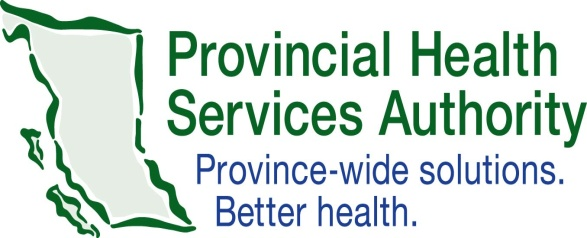 Provincial Health
Services Authority
Province-wide solutions.
Better health.